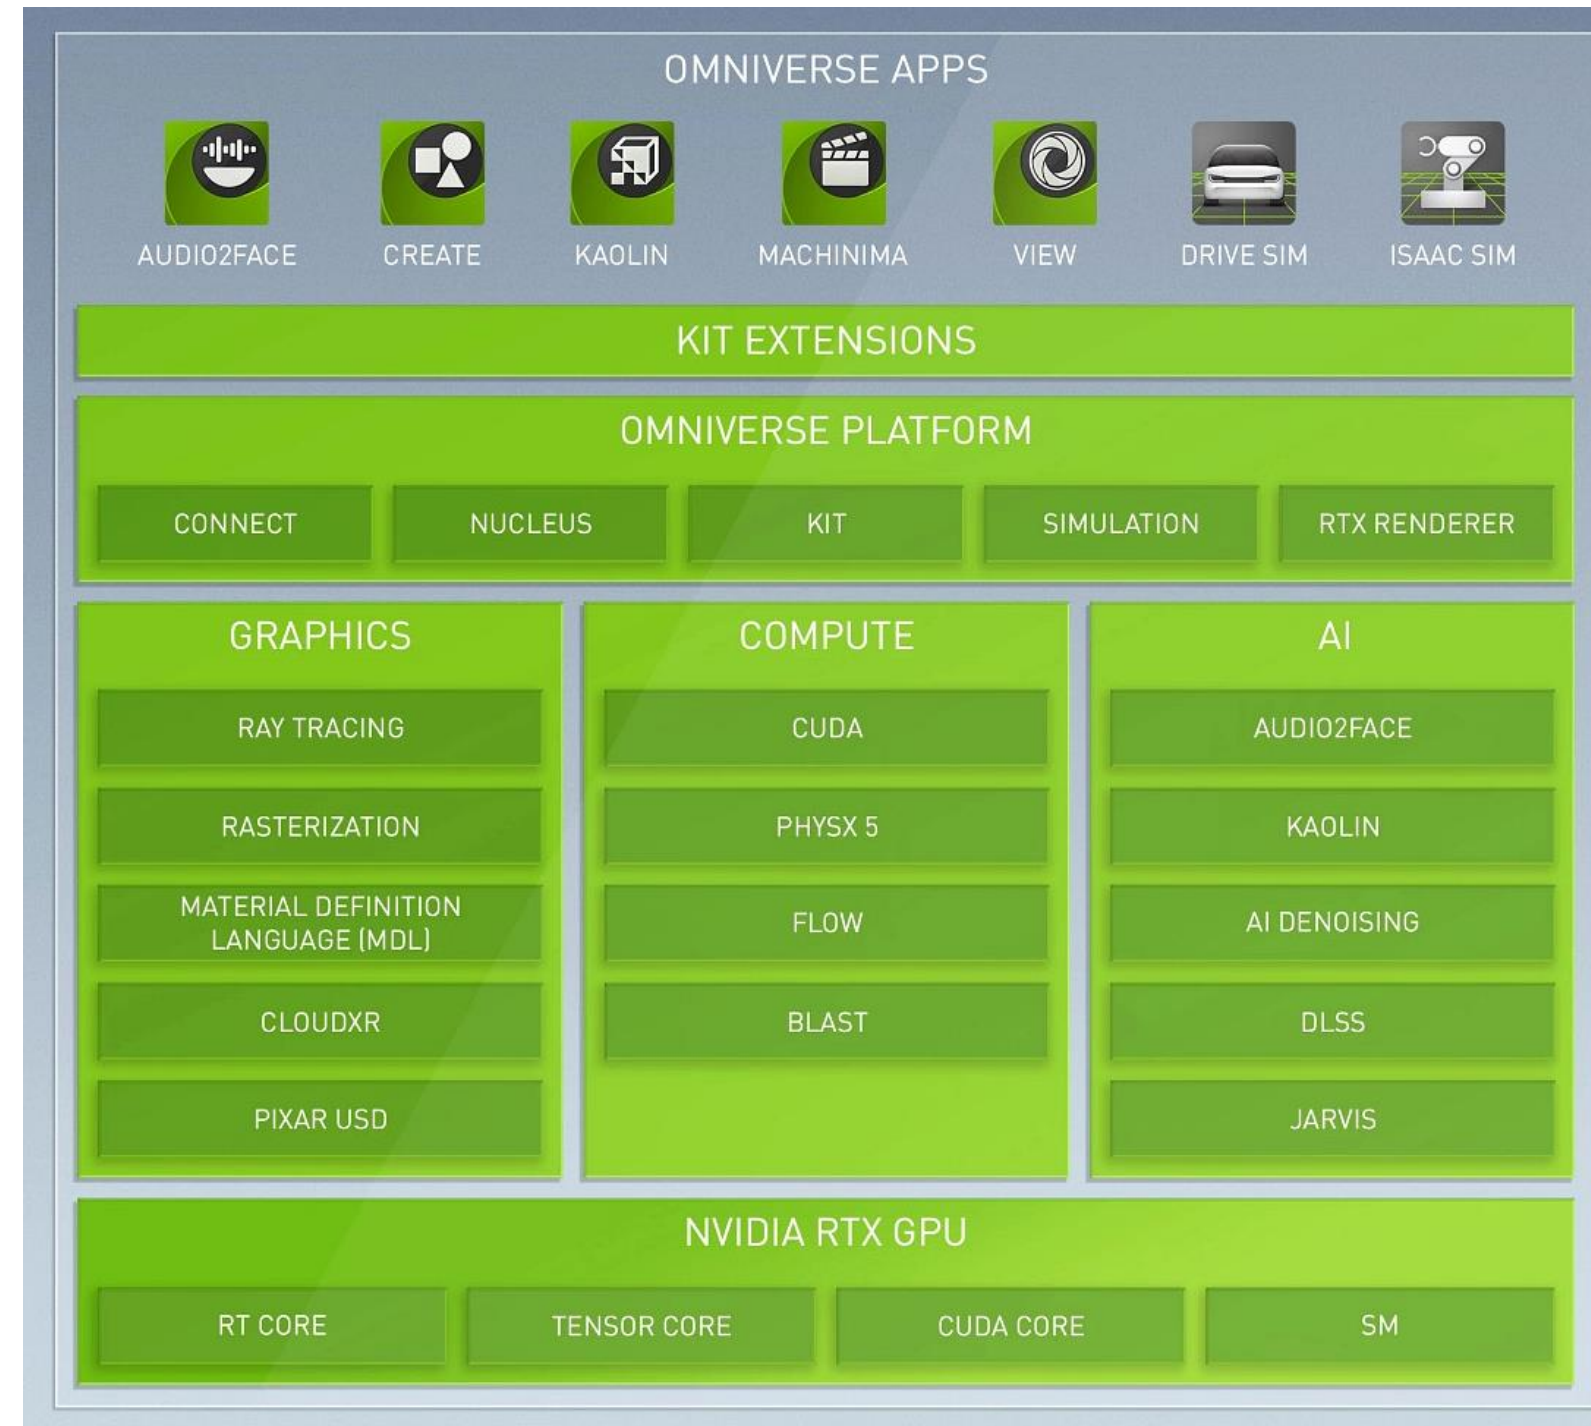 OMNIVERSE APPS
AUDIO2FACE
CREATE
KAOLIN
MACHINIMA
VIEW
DRIVE SIM
ISAAC SIM
KIT EXTENSIONS
OMNIVERSE PLATFORM
CONNECT
NUCLEUS
KIT
SIMULATION
RTX RENDERER
GRAPHICS
RAY TRACING
RASTERIZATION
MATERIAL DEFINITION
LANGUAGE (MDL)
CLOUDXR
PIXAR USD
COMPUTE
CUDA
PHYSX 5
FLOW
BLAST
AI
AUDIO2FACE
KAOLIN
AI DENOISING
DLSS
JARVIS
NVIDIA RTX GPU
RT CORE
TENSOR CORE
CUDA CORE
SM